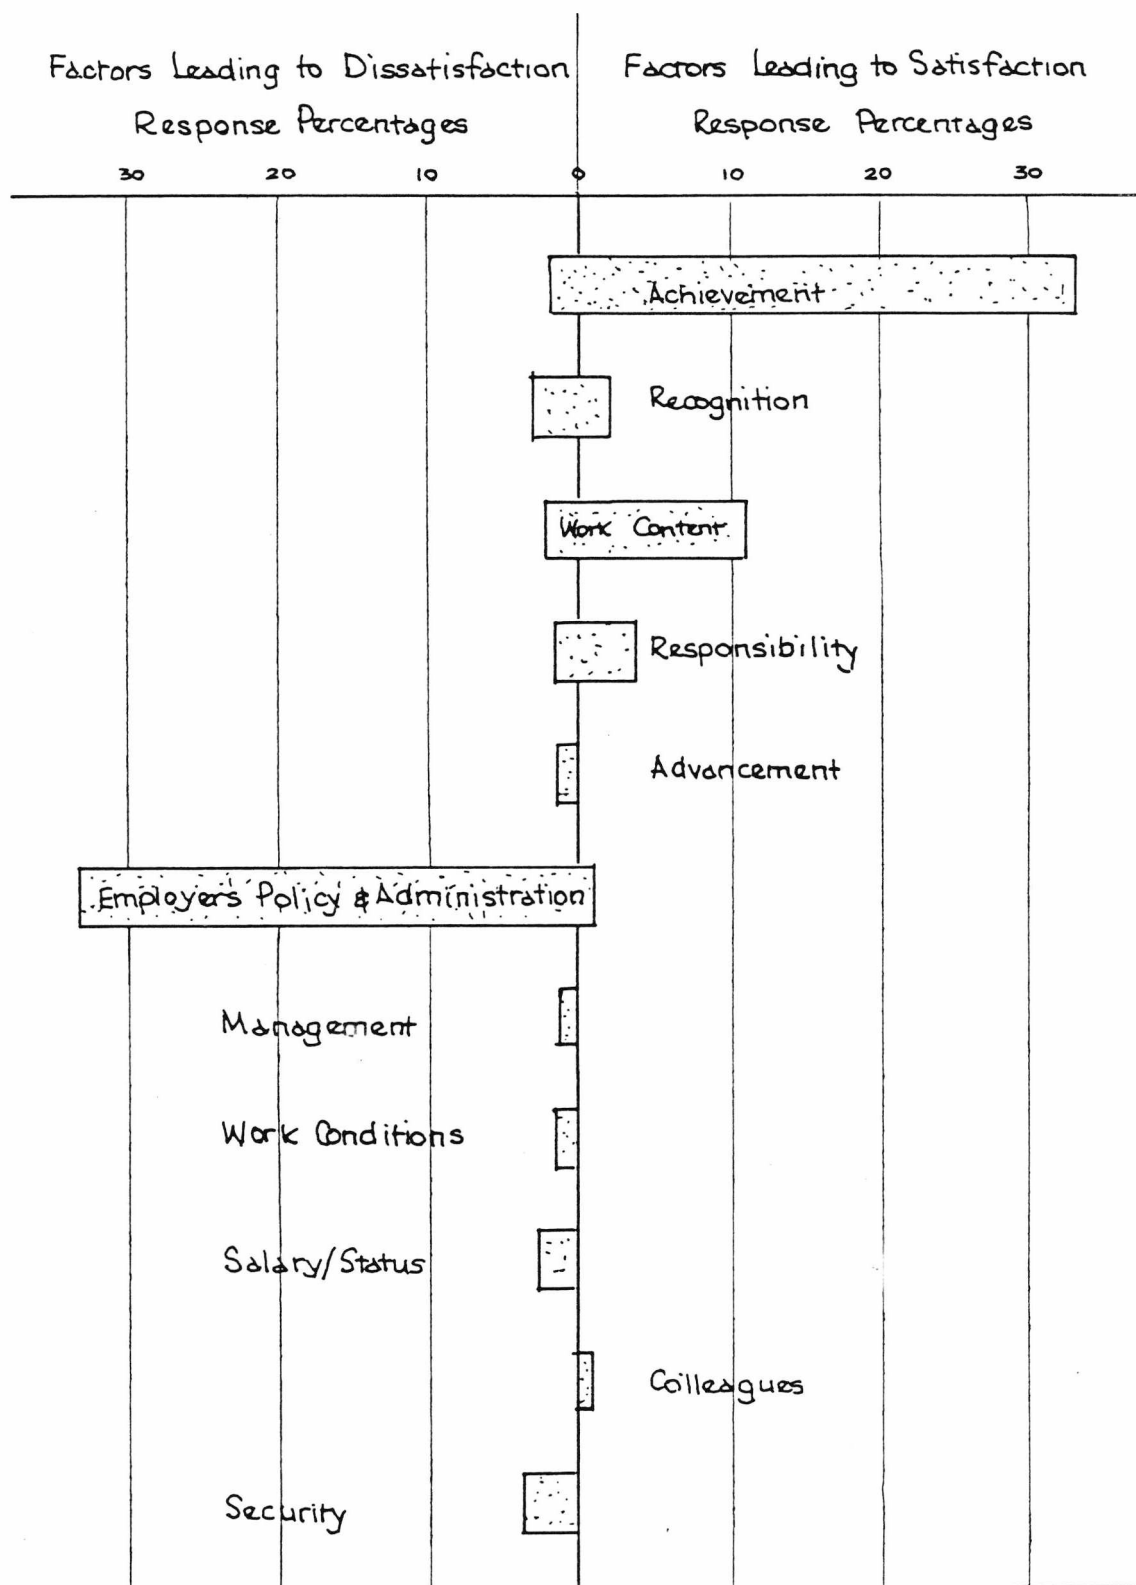 Factors Leading to Dissatisfaction
Response Percentages
Factors Leading to Satisfaction
Response Percentages
30 20 10 0 10 20 30
Achievement
Recognition
Work Content
Responsibility
Advancement
Employers Policy & Administration
Management
Work Conditions
Salary/Status
Colleagues
Security